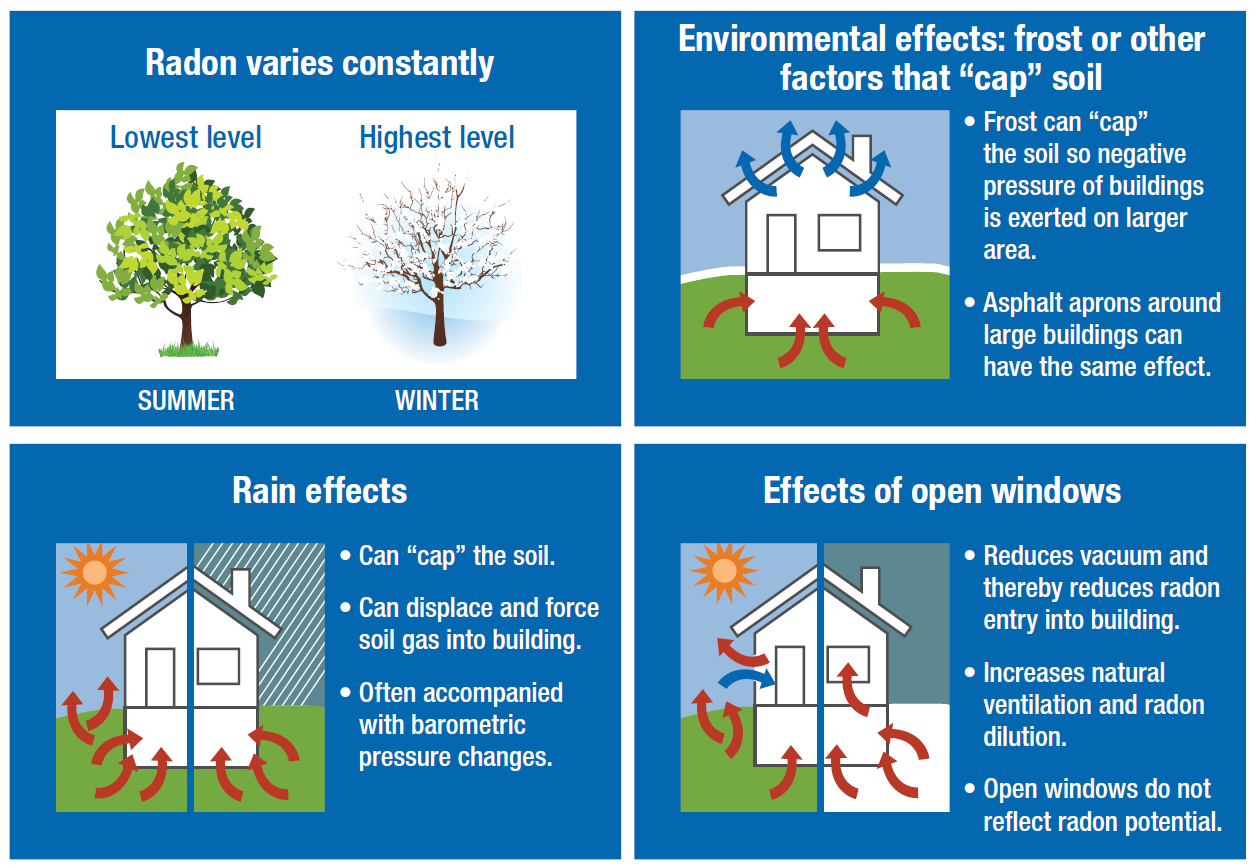 Radon varies constantly
Lowest level
Highest level
SUMMER
WINTER
Environmental effects: frost or other
factors that “cap” soil
• Frost can “cap”
the soil so negative
pressure of buildings
is exerted on larger
area.
• Asphalt aprons around
large buildings can
have the same effect.
Rain effects
• Can “cap” the soil.
• Can displace and force
soil gas into building.
• Often accompanied
with barometric
pressure changes.
Effects of open windows
• Reduces vacuum and
thereby reduces radon
entry into building.
• Increases natural
ventilation and radon
dilution.
• Open windows do not
reflect radon potential.